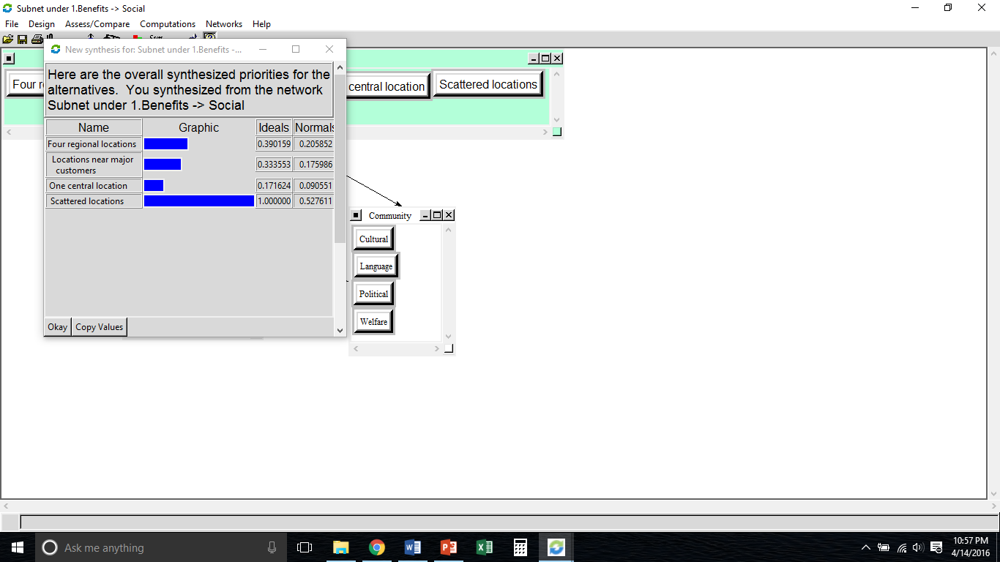 Subnet under 1.Benefits -> Social
File Design Assess/Compare Computations Networks Help
New synthesis for: Subnet under 1.Benefits -...
Here are the overall synthesized priorities for the
alternatives. You synthesized from the network
Subnet under 1.Benefits -> Social
Name Graphic Ideals Normals
Four regional locations 0.390159 0.205852
Locations near major
customers 0.333553 0.175986
One central location 0.171624 0.090551
Scattered locations 1.000000 0.527611
Okay Copy Values
Four
central location Scattered locations
Community
Cultural
Language
Political
Welfare
Ask me anything
10:57 PM
4/14/2016